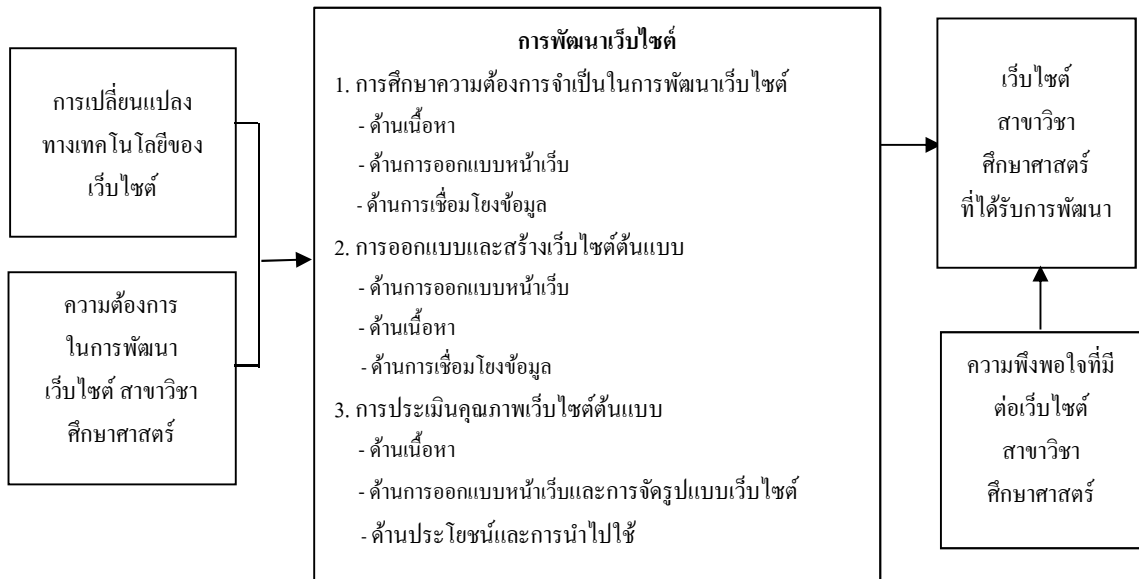 การเปลี่ยนแปลง
ทางเทคโนโลยีของ
เว็บไซต์
ความต้องการ
ในการพัฒนา
เว็บไซต์ สาขาวิชา
ศึกษาศาสตร์
การพัฒนาเว็บไซต์
1. การศึกษาความต้องการจำเป็นในการพัฒนาเว็บไซต์
- ด้านเนื้อหา
- ด้านการออกแบบหน้าเว็บ
- ด้านการเชื่อมโยงข้อมูล
2. การออกแบบและสร้างเว็บไซต์ต้นแบบ
- ด้านการออกแบบหน้าเว็บ
- ด้านเนื้อหา
- ด้านการเชื่อมโยงข้อมูล
3. การประเมินคุณภาพเว็บไซต์ต้นแบบ
- ด้านเนื้อหา
- ด้านการออกแบบหน้าเว็บและการจัดรูปแบบเว็บไซต์
- ด้านประโยชน์และการนำไปใช้
เว็บไซต์
สาขาวิชา
ศึกษาศาสตร์
ที่ได้รับการพัฒนา
ความพึงพอใจที่มี
ต่อเว็บไซต์
สาขาวิชา
ศึกษาศาสตร์